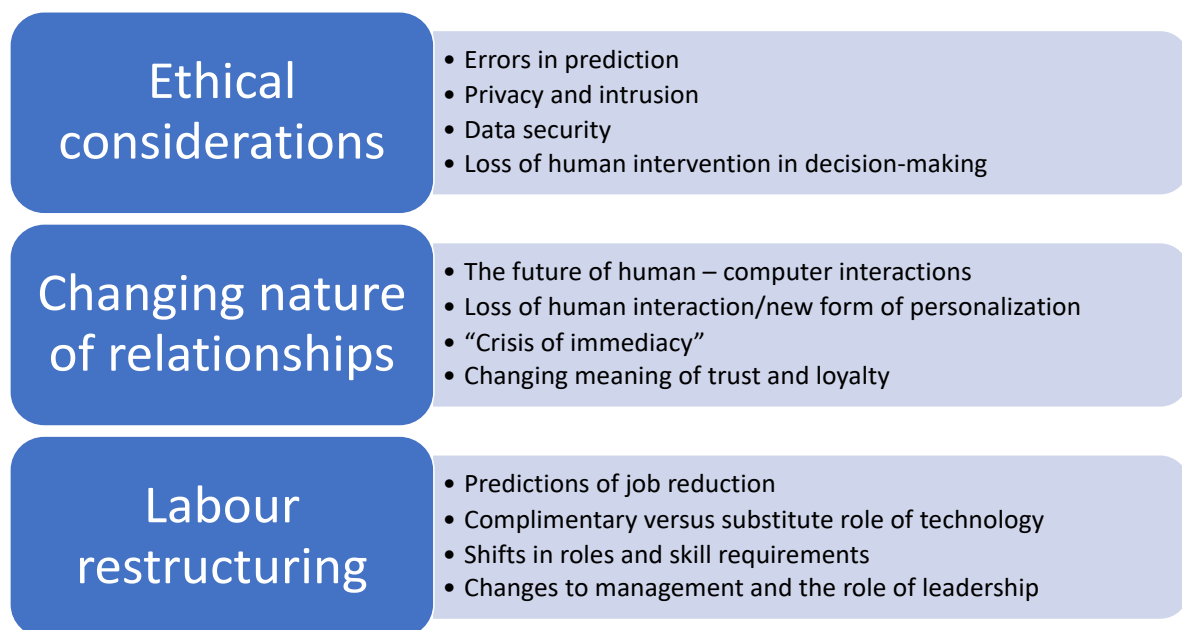 Ethical
considerations
• Errors in prediction
• Privacy and intrusion
• Data security
• Loss of human intervention in decision-making
Changing nature
of relationships
• The future of human – computer interactions
• Loss of human interaction/new form of personalization
• “Crisis of immediacy”
• Changing meaning of trust and loyalty
Labour
restructuring
• Predictions of job reduction
• Complimentary versus substitute role of technology
• Shifts in roles and skill requirements
• Changes to management and the role of leadership